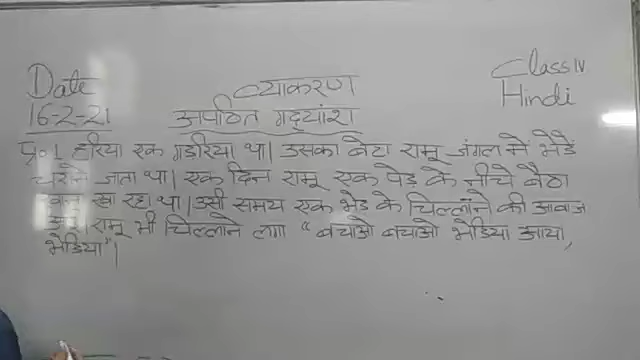 Date
16-2-21
व्याकरण
अपठित गद्यांश
Class IV
Hindi
प्र०1 हरिया एक गडरिया था। उसका बेटा रामू जंगल में भेड़ें
चराने जाता था। एक दिन रामू एक पेड़ के नीचे बैठा
खा रहा था। उसी समय एक भेड़ के चिल्लाने की आवाज
रामू भी चिल्लाने लगा “बचाओ बचाओ भेडिया आया,
भेडिया”।